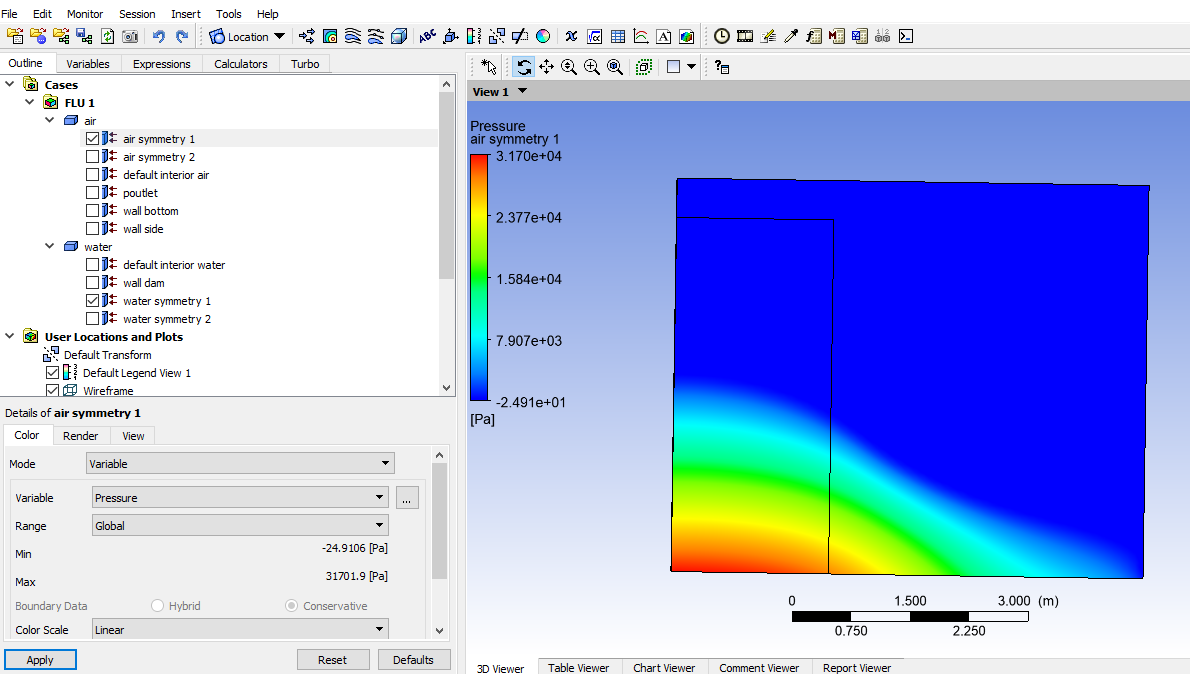 File Edit Monitor Session Insert Tools Help
Location
Outline Variables Expressions Calculators Turbo
Cases
FLU 1
air
air symmetry 1
air symmetry 2
default interior air
poutlet
wall bottom
wall side
water
default interior water
wall dam
water symmetry 1
water symmetry 2
User Locations and Plots
Default Transform
Default Legend View 1
Wireframe
Details of air symmetry 1
Color Render View
Mode Variable
Variable Pressure ...
Range Global
Min -24.9106 [Pa]
Max 31701.9 [Pa]
Boundary Data Hybrid Conservative
Color Scale Linear
Apply Reset Defaults
View 1
Pressure
air symmetry 1
3.170e+04
2.377e+04
1.584e+04
7.907e+03
-2.491e+01
[Pa]
0 1.500 3.000 (m)
0.750 2.250
3D Viewer Table Viewer Chart Viewer Comment Viewer Report Viewer